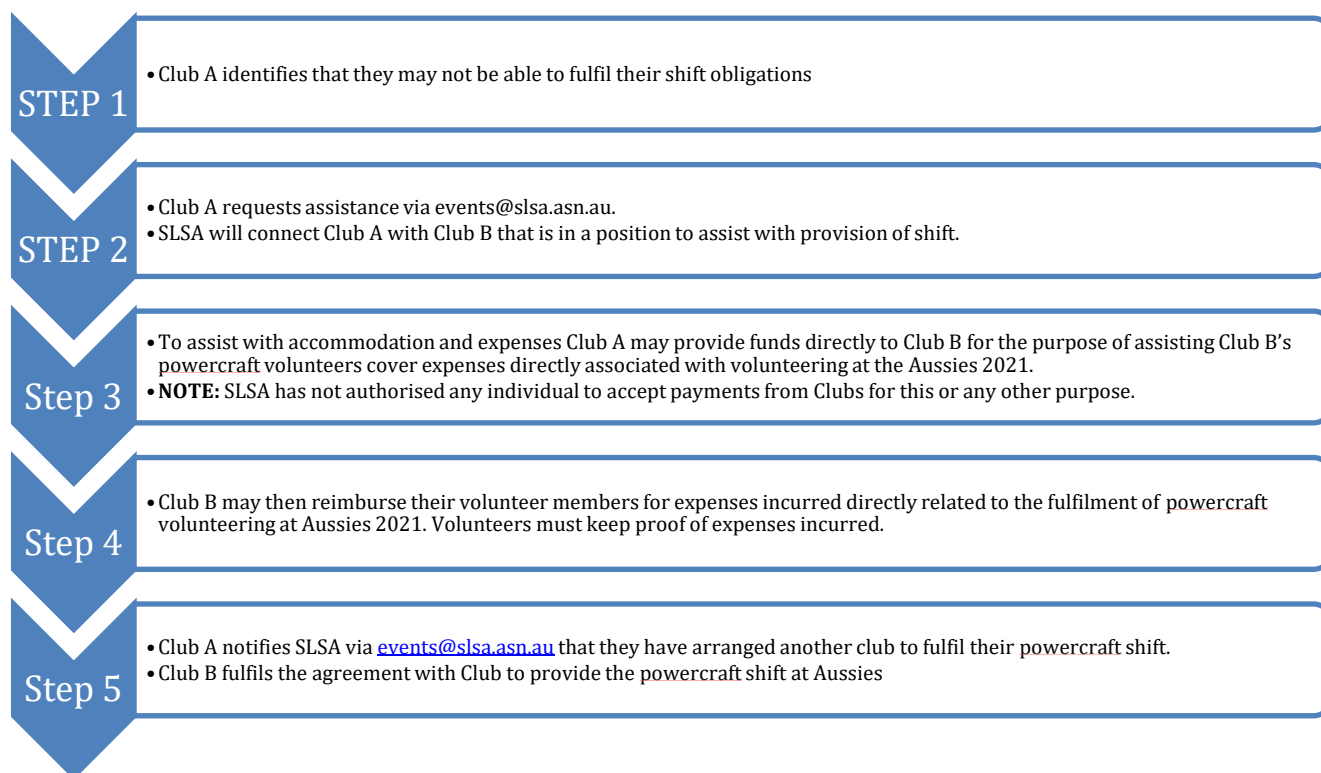 STEP 1
• Club A identifies that they may not be able to fulfil their shift obligations
STEP 2
• Club A requests assistance via events@slsa.asn.au.
• SLSA will connect Club A with Club B that is in a position to assist with provision of shift.
Step 3
• To assist with accommodation and expenses Club A may provide funds directly to Club B for the purpose of assisting Club B's
powercraft volunteers cover expenses directly associated with volunteering at the Aussies 2021.
• NOTE: SLSA has not authorised any individual to accept payments from Clubs for this or any other purpose.
Step 4
• Club B may then reimburse their volunteer members for expenses incurred directly related to the fulfilment of powercraft
volunteering at Aussies 2021. Volunteers must keep proof of expenses incurred.
Step 5
• Club A notifies SLSA via events@slsa.asn.au that they have arranged another club to fulfil their powercraft shift.
• Club B fulfils the agreement with Club to provide the powercraft shift at Aussies